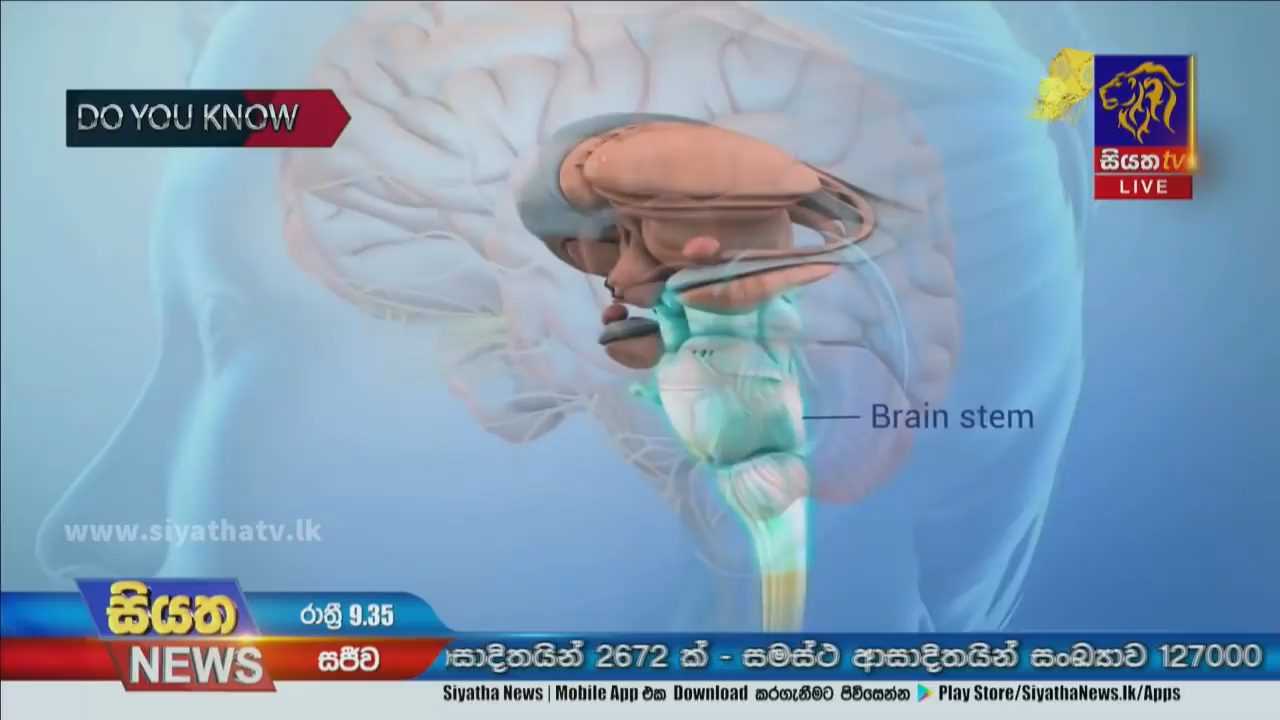 DO YOU KNOW
සියත tv
LIVE
Brain stem
www.siyathatv.lk
සියත
NEWS
රාත්‍රී 9.35
සජීව
සාදිතයින් 2672 ක් - සමස්ථ ආසාදිතයින් සංඛ්‍යාව 127000
Siyatha News | Mobile App එක Download කරගැනීමට පිවිසෙන්න Play Store/SiyathaNews.lk/Apps